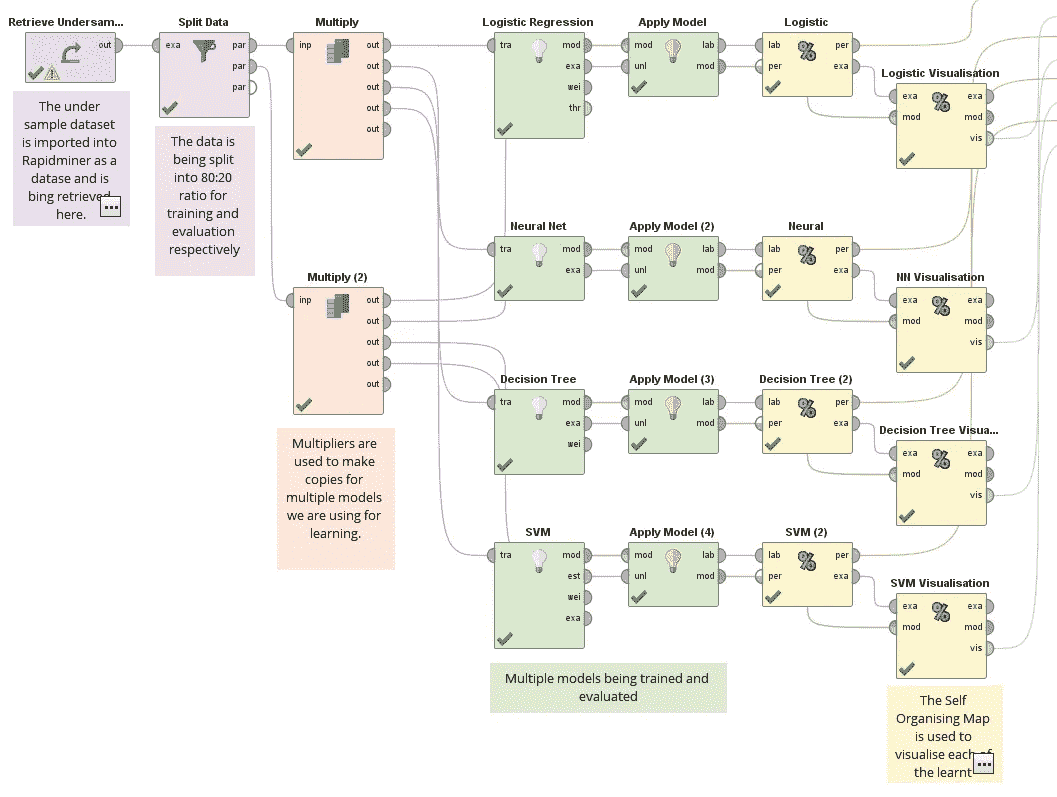 Retrieve Undersam...
out
The under
sample dataset
is imported into
Rapidminer as a
datase and is
bing retrieved
here.
Split Data
exa
par
par
par
The data is
being split
into 80:20
ratio for
training and
evaluation
respectively
Multiply
inp
out
out
out
out
out
Multiply (2)
inp
out
out
out
out
out
Multipliers are
used to make
copies for
multiple models
we are using for
learning.
Logistic Regression
tra
mod
exa
wei
thr
Apply Model
mod
lab
unl
mod
Logistic
lab
per
per
exa
Logistic Visualisation
exa
exa
mod
mod
vis
Neural Net
tra
mod
exa
Apply Model (2)
mod
lab
unl
mod
Neural
lab
per
per
exa
NN Visualisation
exa
exa
mod
mod
vis
Decision Tree
tra
mod
exa
wei
Apply Model (3)
mod
lab
unl
mod
Decision Tree (2)
lab
per
per
exa
Decision Tree Visua...
exa
exa
mod
mod
vis
SVM
tra
mod
est
wei
exa
Apply Model (4)
mod
lab
unl
mod
SVM (2)
lab
per
per
exa
SVM Visualisation
exa
exa
mod
mod
vis
Multiple models being trained and
evaluated
The Self
Organising Map
is used to
visualise each of
the learnt